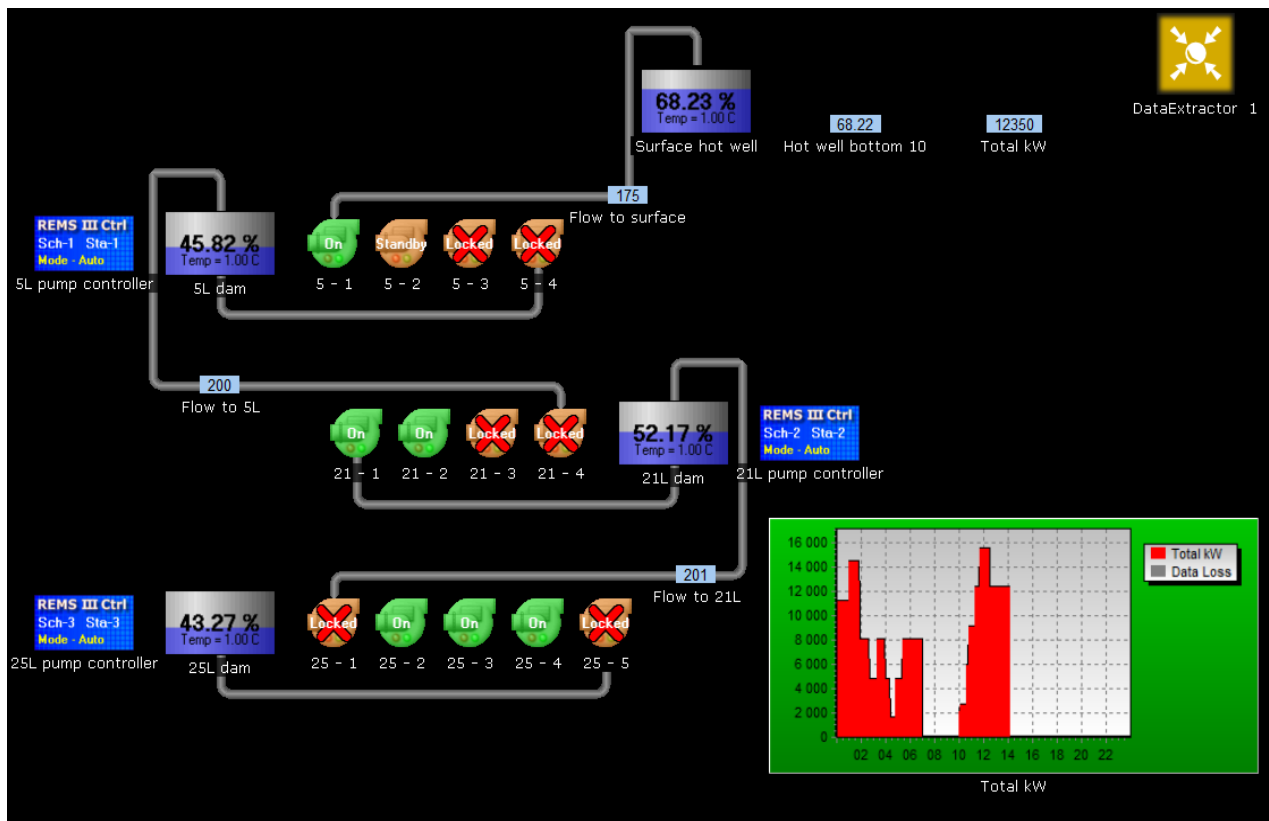 DataExtractor 1
68.23 %
Temp = 1.00 C
Surface hot well
68.22
Hot well bottom 10
12350
Total kW
175
Flow to surface
REMS III Ctrl
Sch-1 Sta-1
Mode - Auto
5L pump controller
45.82 %
Temp = 1.00 C
5L dam
On
Standby
Locked
Locked
5 - 1
5 - 2
5 - 3
5 - 4
200
Flow to 5L
On
On
Locked
Locked
21 - 1
21 - 2
21 - 3
21 - 4
52.17 %
Temp = 1.00 C
21L dam
REMS III Ctrl
Sch-2 Sta-2
Mode - Auto
21L pump controller
201
Flow to 21L
REMS III Ctrl
Sch-3 Sta-3
Mode - Auto
25L pump controller
43.27 %
Temp = 1.00 C
25L dam
Locked
On
On
On
Locked
25 - 1
25 - 2
25 - 3
25 - 4
25 - 5
16 000
14 000
12 000
10 000
8 000
6 000
4 000
2 000
0
02 04 06 08 10 12 14 16 18 20 22
Total kW
Data Loss
Total kW